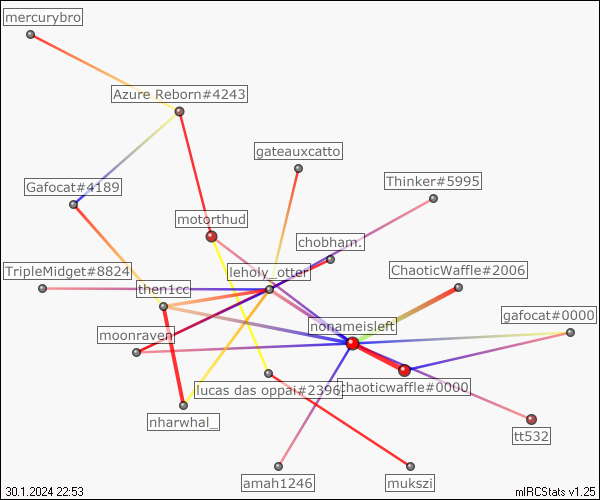 mercurybro
Azure Reborn#4243
gateauxcatto
Thinker#5995
Gafocat#4189
motorthud
chobham.
TripleMidget#8824
leholy_otter
ChaoticWaffle#2006
then1cc
gafocat#0000
nonameisleft
moonraven
lucas das oppai#2396
chaoticwaffle#0000
nharwhal_
tt532
amah1246
mukszi
30.1.2024 22:53
mIRCStats v1.25